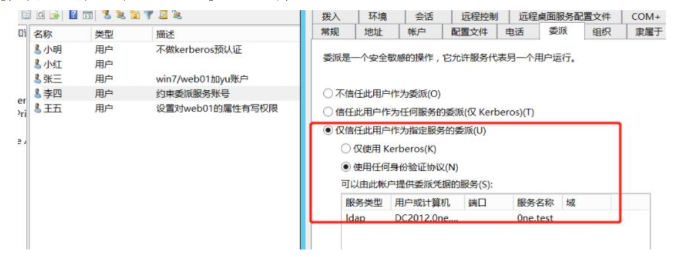 名称 类型 描述
小明 用户 不做kerberos预认证
小红 用户
张三 用户 win7/web01加yu账户
李四 用户 约束委派服务账号
王五 用户 设置对web01的属性有写权限
拨入 环境 会话 远程控制 远程桌面服务配置文件 COM+
常规 地址 帐户 配置文件 电话 委派 组织 隶属于
委派是一个安全敏感的操作，它允许服务代表另一个用户运行。
不信任此用户作为委派(O)
信任此用户作为任何服务的委派(仅 Kerberos)(T)
仅信任此用户作为指定服务的委派(U)
仅使用 Kerberos(K)
使用任何身份验证协议(N)
可以由此帐户提供委派凭据的服务(S):
服务类型 用户或计算机 端口 服务名称 域
ldap DC2012.0ne.... 0ne.test